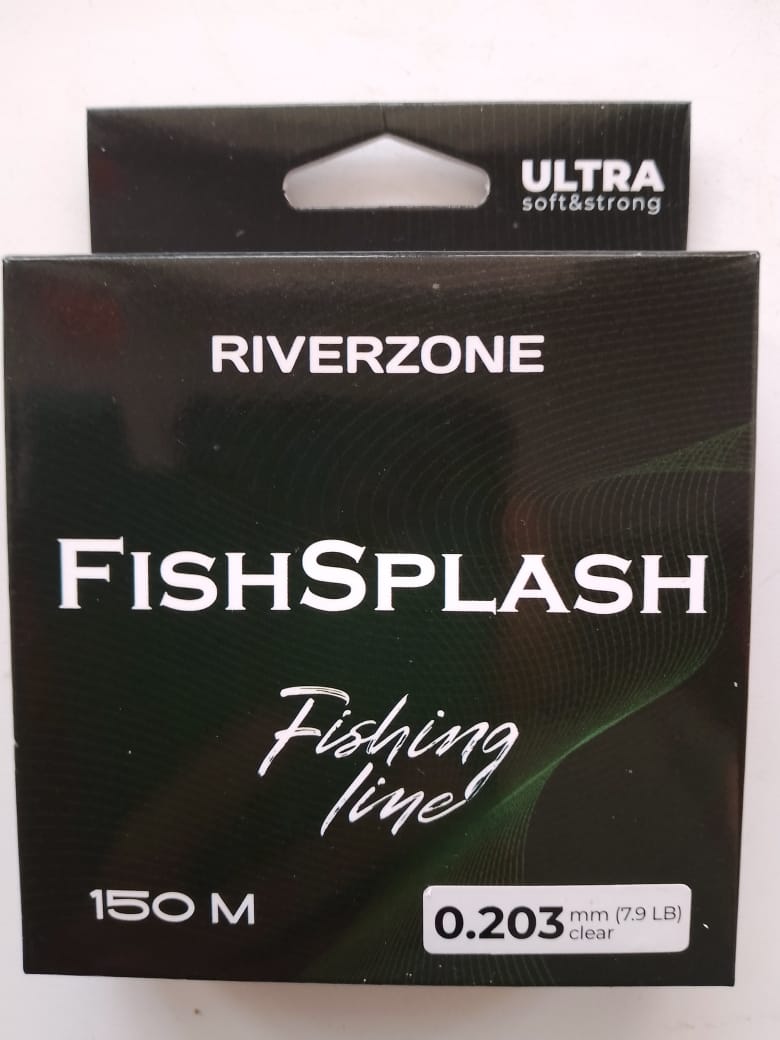 ULTRA
soft&strong
RIVERZONE
FISHSPLASH
Fishing
line
150 M
0.203 mm (7.9 LB)
clear